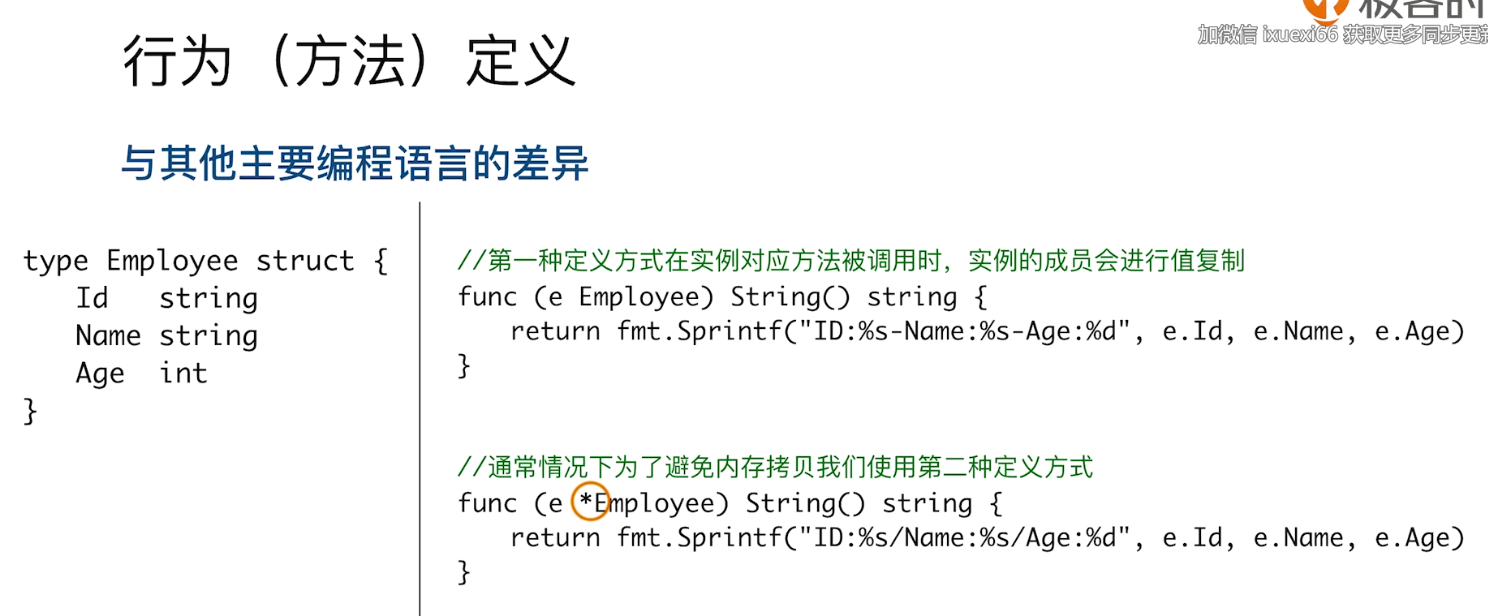 加微信 ixuexi66 获取更多同步更新
行为（方法）定义
与其他主要编程语言的差异
type Employee struct {
Id string
Name string
Age int
}
//第一种定义方式在实例对应方法被调用时，实例的成员会进行值复制
func (e Employee) String() string {
return fmt.Sprintf("ID:%s-Name:%s-Age:%d", e.Id, e.Name, e.Age)
}
//通常情况下为了避免内存拷贝我们使用第二种定义方式
func (e *Employee) String() string {
return fmt.Sprintf("ID:%s/Name:%s/Age:%d", e.Id, e.Name, e.Age)
}